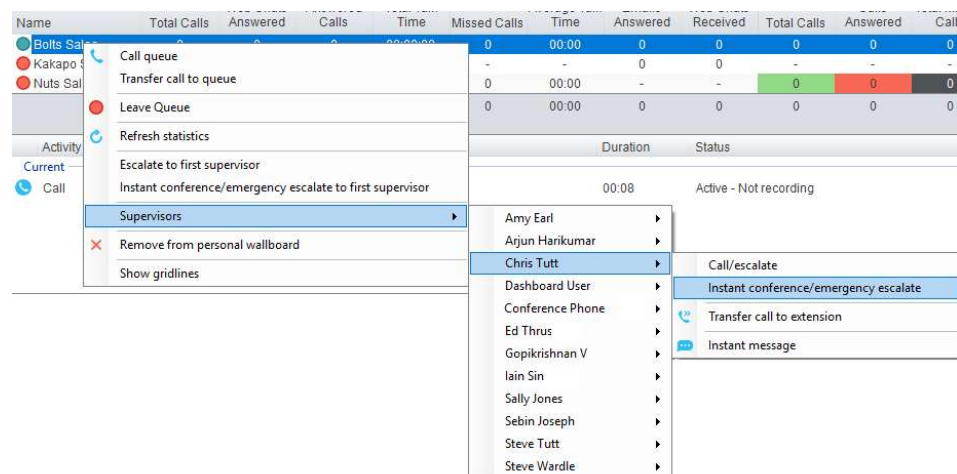 Name Total Calls Answered Calls Time Missed Calls Time Answered Received Total Calls Answered
Bolts 0 00:00 0 0 0 0 0
Kakapo - - 0 0 - - -
Nuts 0 00:00 - - 0 0 0
0 00:00 0 0 0 0 0
Call queue
Transfer call to queue
Leave Queue
Refresh statistics
Escalate to first supervisor
Instant conference/emergency escalate to first supervisor
Supervisors
Remove from personal wallboard
Show gridlines
Activity Duration Status
Current
Call 00:08 Active - Not recording
Amy Earl
Arjun Harikumar
Chris Tutt
Dashboard User
Conference Phone
Ed Thrus
Gopikrishnan V
Iain Sin
Sally Jones
Sebin Joseph
Steve Tutt
Steve Wardle
Call/escalate
Instant conference/emergency escalate
Transfer call to extension
Instant message